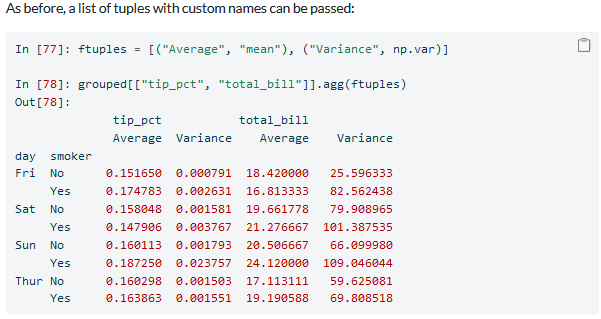 As before, a list of tuples with custom names can be passed:
In [77]: ftuples = [("Average", "mean"), ("Variance", np.var)]
In [78]: grouped[["tip_pct", "total_bill"]].agg(ftuples)
Out[78]:
tip_pct total_bill
Average Variance Average Variance
day smoker
Fri No 0.151650 0.000791 18.420000 25.596333
Yes 0.174783 0.002631 16.813333 82.562438
Sat No 0.158048 0.001581 19.661778 79.908965
Yes 0.147906 0.003767 21.276667 101.387535
Sun No 0.160113 0.001793 20.506667 66.099980
Yes 0.187250 0.023757 24.120000 109.046044
Thur No 0.160298 0.001503 17.113111 59.625081
Yes 0.163863 0.001551 19.190588 69.808518